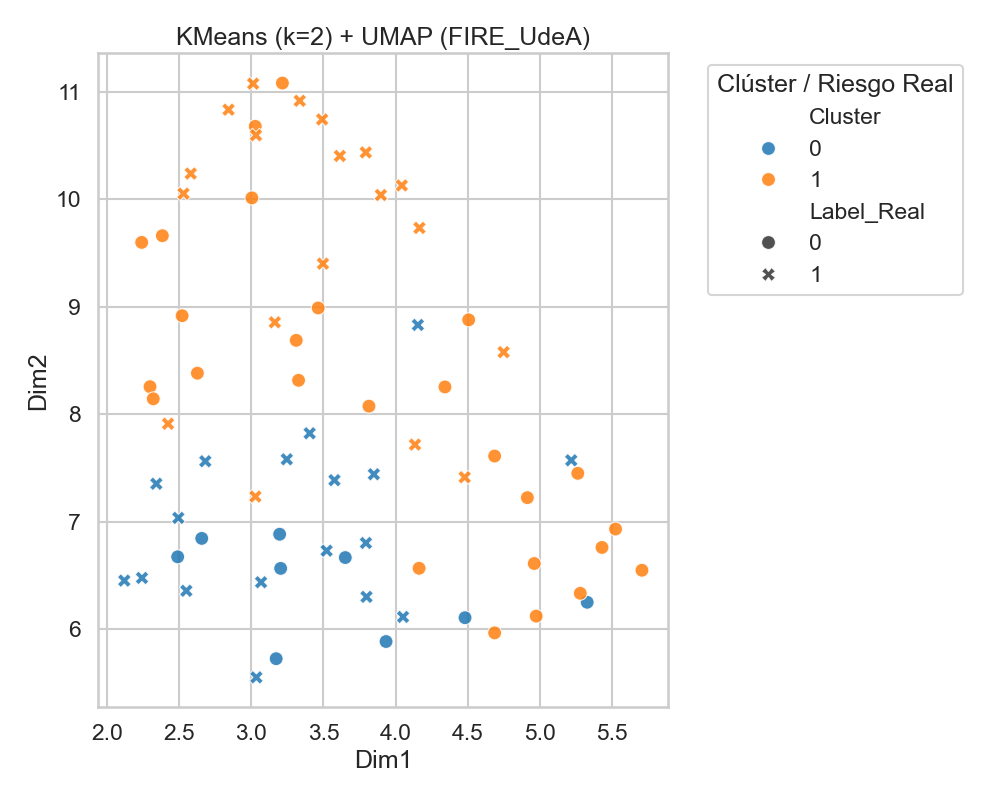 KMeans (k=2) + UMAP (FIRE_UdeA)
11
10
9
8
7
6
Dim2
2.0 2.5 3.0 3.5 4.0 4.5 5.0 5.5
Dim1
Clúster / Riesgo Real
Cluster
0
1
Label_Real
0
1